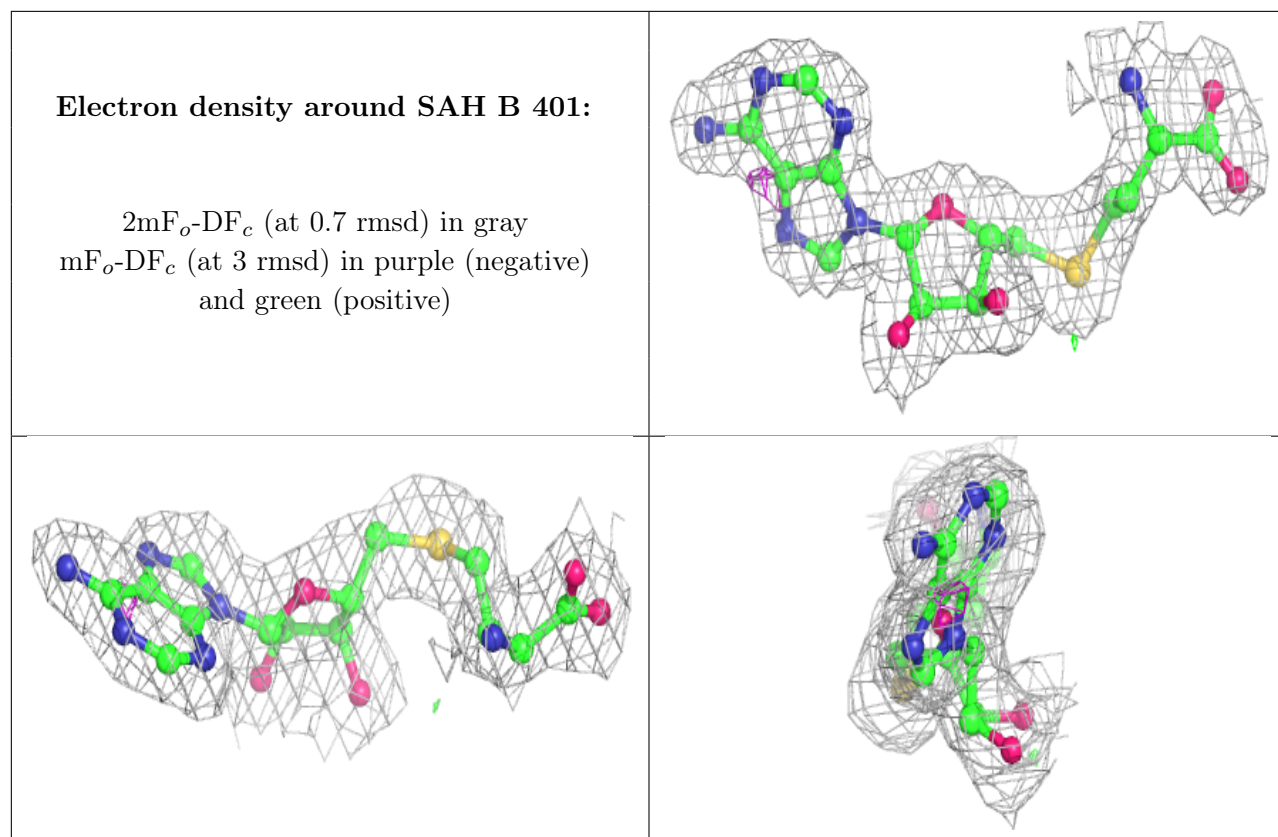 Electron density around SAH B 401:
2mFo-DFc (at 0.7 rmsd) in gray
mFo-DFc (at 3 rmsd) in purple (negative)
and green (positive)